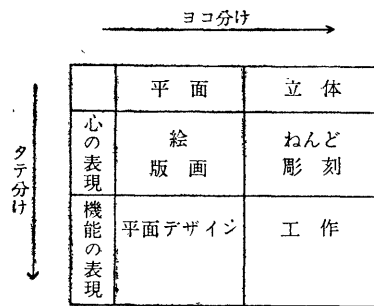 ヨコ分け
タテ分け
平面
立体
心の表現
絵
版画
ねんど
彫刻
機能の表現
平面デザイン
工作